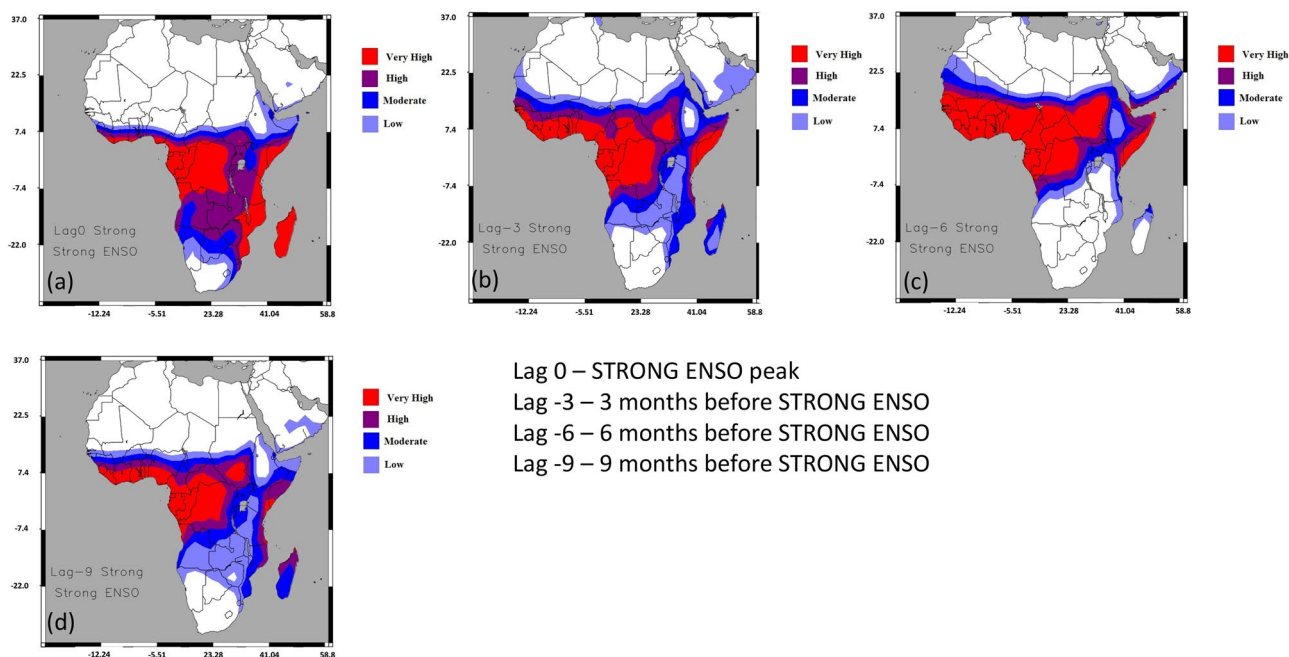 37.0
22.5
7.4
-7.4
-22.0
-12.24
-5.51
23.28
41.04
58.8
Lag0 Strong
Strong ENSO
(a)
Very High
High
Moderate
Low
37.0
22.5
7.4
-7.4
-22.0
-12.24
-5.51
23.28
41.04
58.8
Lag-3 Strong
Strong ENSO
(b)
Very High
High
Moderate
Low
37.0
22.5
7.4
-7.4
-22.0
-12.24
-5.51
23.28
41.04
58.8
Lag-6 Strong
Strong ENSO
(c)
Very High
High
Moderate
Low
37.0
22.5
7.4
-7.4
-22.0
-12.24
-5.51
23.28
41.04
58.8
Lag-9 Strong
Strong ENSO
(d)
Very High
High
Moderate
Low
Lag 0 – STRONG ENSO peak
Lag -3 – 3 months before STRONG ENSO
Lag -6 – 6 months before STRONG ENSO
Lag -9 – 9 months before STRONG ENSO